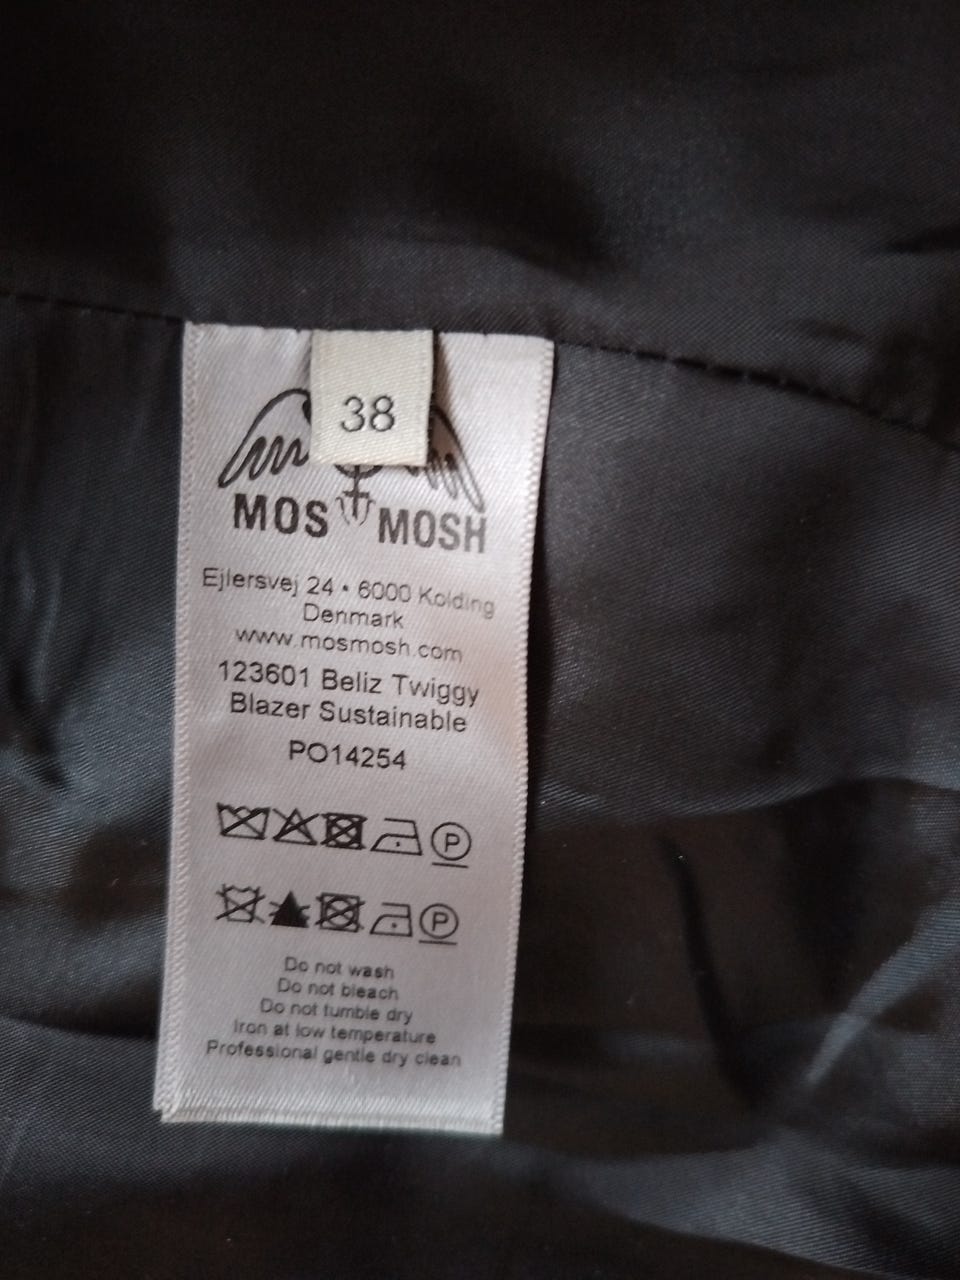 38
MOS MOSH
Ejlersvej 24 • 6000 Kolding
Denmark
www.mosmosh.com
123601 Beliz Twiggy
Blazer Sustainable
PO14254
P
P
Do not wash
Do not bleach
Do not tumble dry
Iron at low temperature
Professional gentle dry clean